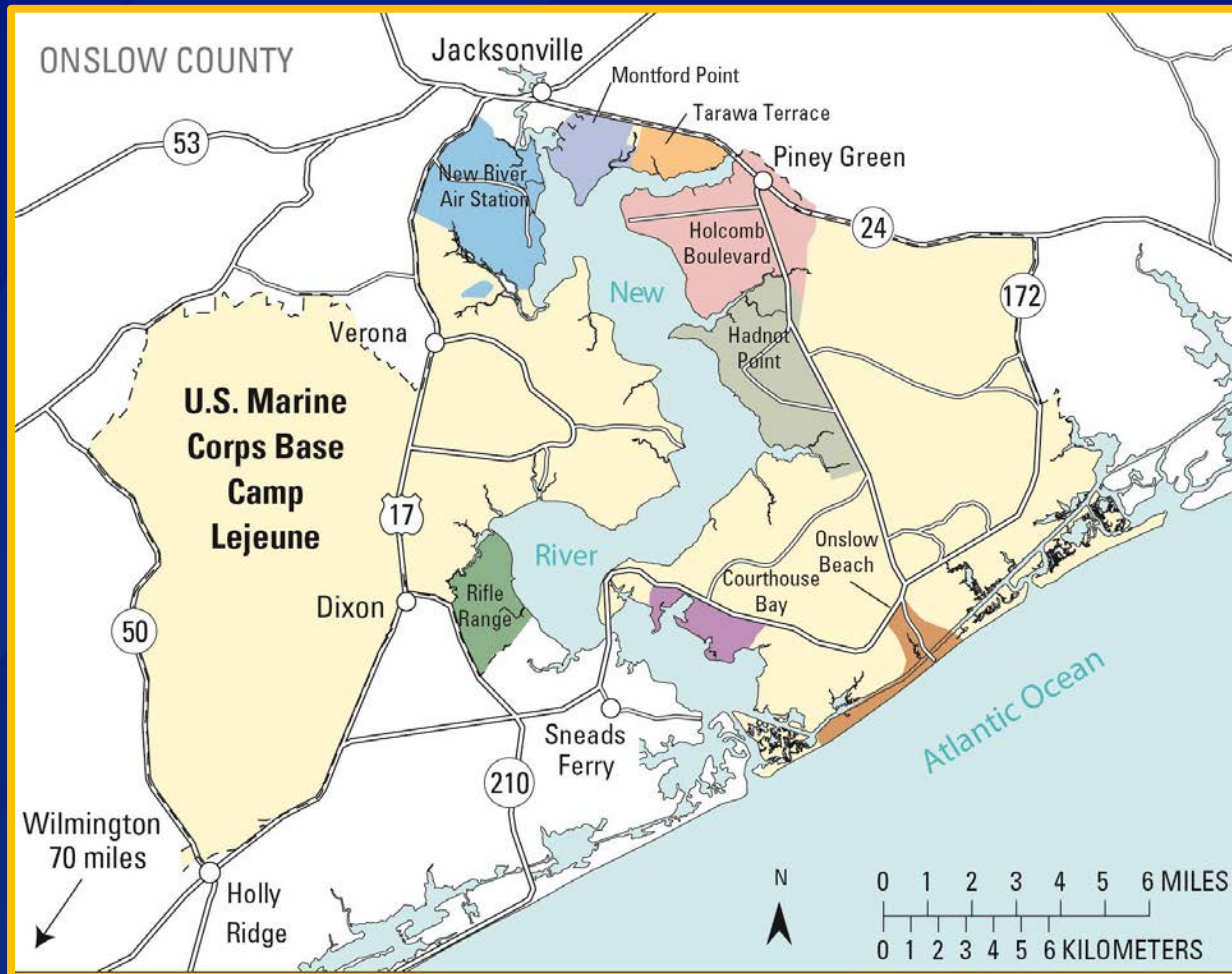 ONSLOW COUNTY
Jacksonville
Montford Point
Tarawa Terrace
53
New River
Air Station
Piney Green
Holcomb
Boulevard
24
New
172
Verona
Hadnot
Point
U.S. Marine
Corps Base
Camp
Lejeune
17
River
Onslow
Beach
Courthouse
Bay
Rifle
Range
Dixon
50
Atlantic Ocean
Sneads
Ferry
210
Wilmington
70 miles
Holly
Ridge
N
0 1 2 3 4 5 6 MILES
0 1 2 3 4 5 6 KILOMETERS